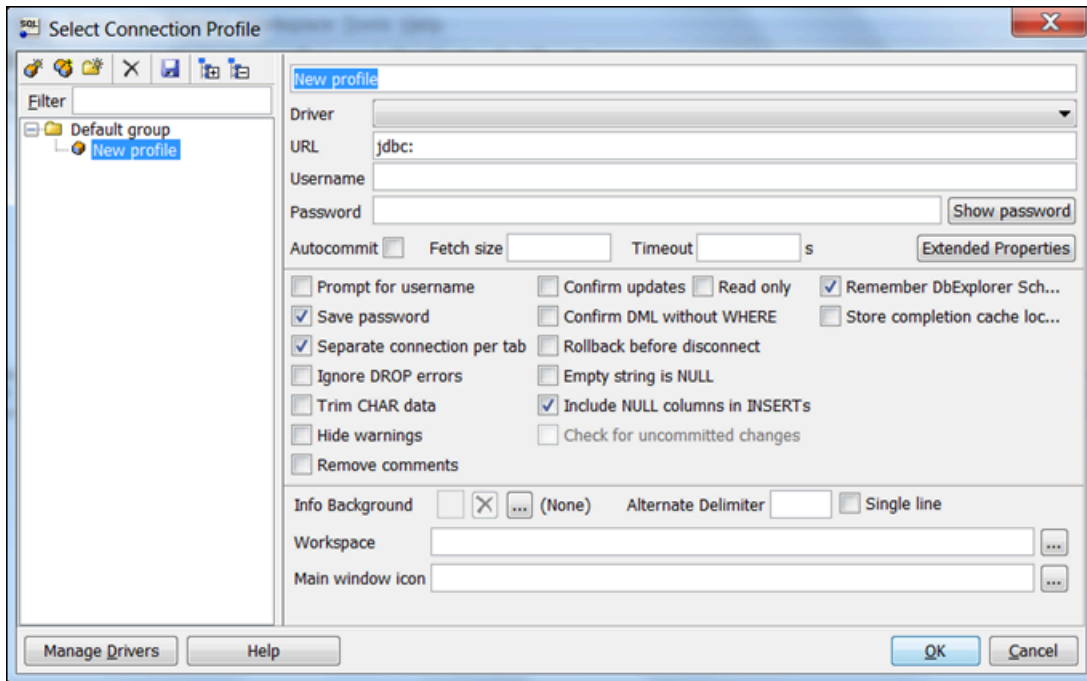 Select Connection Profile
Filter
Default group
New profile
New profile
Driver
URL jdbc:
Username
Password Show password
Autocommit Fetch size Timeout s Extended Properties
Prompt for username Confirm updates Read only Remember DbExplorer Sch...
Save password Confirm DML without WHERE Store completion cache loc...
Separate connection per tab Rollback before disconnect
Ignore DROP errors Empty string is NULL
Trim CHAR data Include NULL columns in INSERTs
Hide warnings Check for uncommitted changes
Remove comments
Info Background ... (None) Alternate Delimiter Single line
Workspace ...
Main window icon ...
Manage Drivers Help OK Cancel